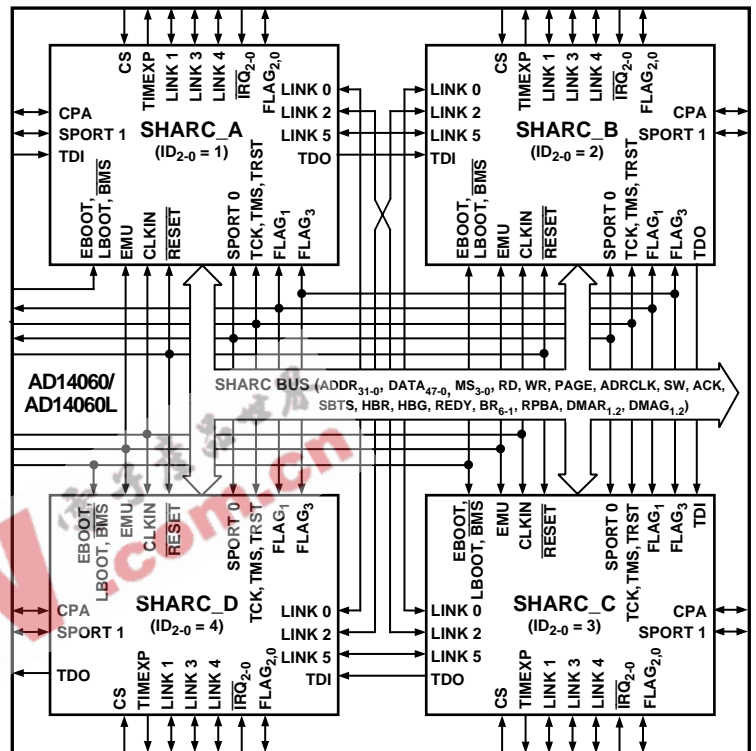 CS
TIMEXP
LINK 1
LINK 3
LINK 4
IRQ2-0
FLAG2,0
CPA
SPORT 1
TDI
SHARC_A
(ID2-0 = 1)
LINK 0
LINK 2
LINK 5
TDO
EBOOT,
LBOOT, BMS
EMU
CLKIN
RESET
SPORT 0
TCK, TMS, TRST
FLAG1
FLAG3
CS
TIMEXP
LINK 1
LINK 3
LINK 4
IRQ2-0
FLAG2,0
LINK 0
LINK 2
LINK 5
TDI
SHARC_B
(ID2-0 = 2)
CPA
SPORT 1
EBOOT,
LBOOT, BMS
EMU
CLKIN
RESET
SPORT 0
TCK, TMS, TRST
FLAG1
FLAG3
TDO
AD14060/
AD14060L
SHARC BUS (ADDR31-0, DATA47-0, MS3-0, RD, WR, PAGE, ADRCLK, SW, ACK,
SBTS, HBR, HBG, REDY, BR6-1, RPBA, DMAR1.2, DMAG1.2)
EBOOT,
LBOOT, BMS
EMU
CLKIN
RESET
SPORT 0
TCK, TMS, TRST
FLAG1
FLAG3
CPA
SPORT 1
TDO
SHARC_D
(ID2-0 = 4)
LINK 0
LINK 2
LINK 5
TDI
CS
TIMEXP
LINK 1
LINK 3
LINK 4
IRQ2-0
FLAG2,0
EBOOT,
LBOOT, BMS
EMU
CLKIN
RESET
SPORT 0
TCK, TMS, TRST
FLAG1
FLAG3
TDI
LINK 0
LINK 2
LINK 5
TDO
SHARC_C
(ID2-0 = 3)
CPA
SPORT 1
CS
TIMEXP
LINK 1
LINK 3
LINK 4
IRQ2-0
FLAG2,0
.com.cn